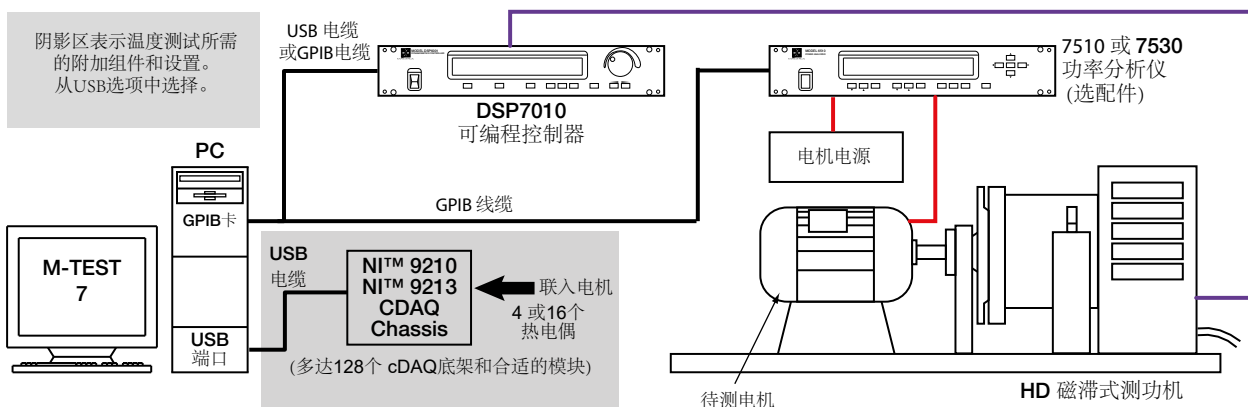 阴影区表示温度测试所需
的附加组件和设置。
从USB选项中选择。
USB 电缆
或GPIB电缆
DSP7010
可编程控制器
7510 或 7530
功率分析仪
(选配件)
电机电源
PC
GPIB卡
GPIB 线缆
M-TEST
7
USB
端口
USB
电缆
NI™ 9210
NI™ 9213
CDAQ
Chassis
联入电机
4 或16个
热电偶
(多达128个 cDAQ底架和合适的模块)
待测电机
HD 磁滞式测功机